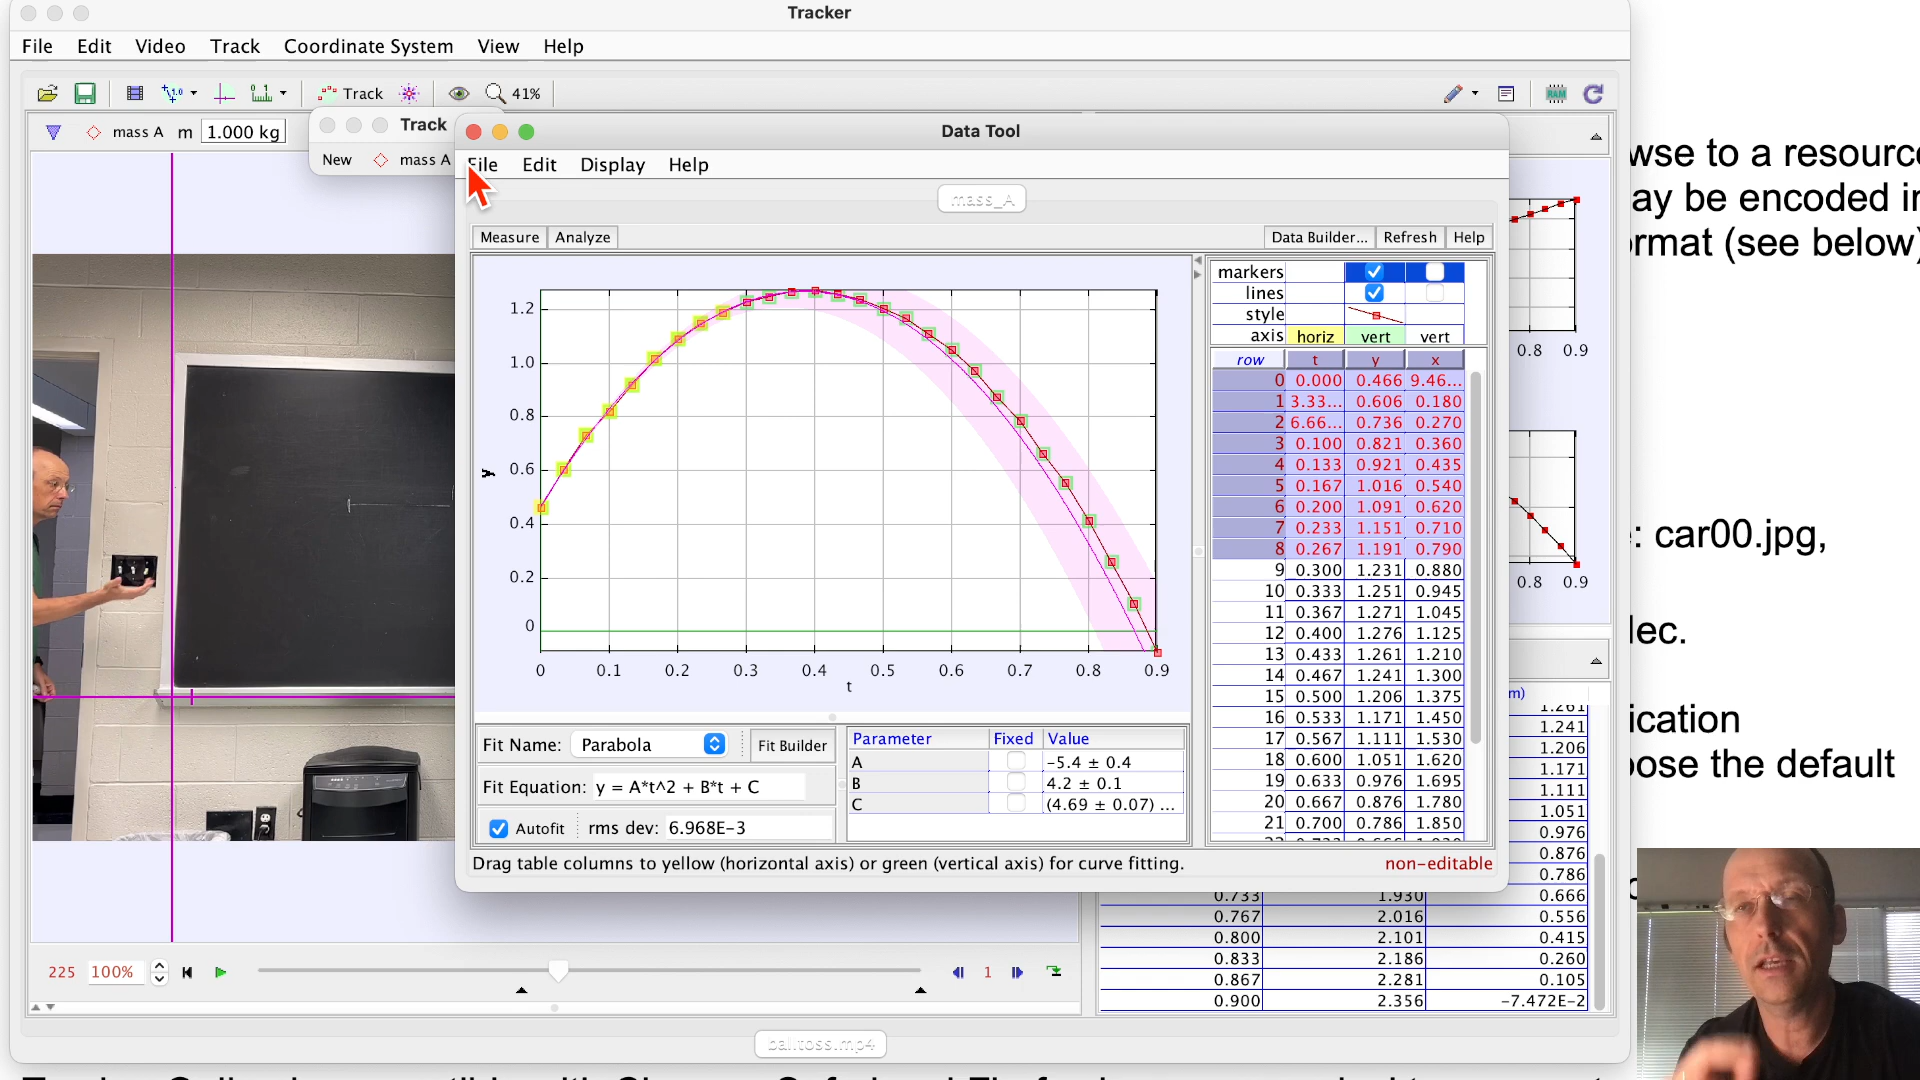 Tracker
File Edit Video Track Coordinate System View Help
Track 41%
mass A m 1.000 kg
Track
New mass A
Data Tool
File Edit Display Help
mass_A
Measure Analyze Data Builder... Refresh Help
markers
lines
style
axis horiz vert vert
row t y x
0 0.000 0.466 9.46...
1 3.33... 0.606 0.180
2 6.66... 0.736 0.270
3 0.100 0.821 0.360
4 0.133 0.921 0.435
5 0.167 1.016 0.540
6 0.200 1.091 0.620
7 0.233 1.151 0.710
8 0.267 1.191 0.790
9 0.300 1.231 0.880
10 0.333 1.251 0.945
11 0.367 1.271 1.045
12 0.400 1.276 1.125
13 0.433 1.261 1.210
14 0.467 1.241 1.300
15 0.500 1.206 1.375
16 0.533 1.171 1.450
17 0.567 1.111 1.530
18 0.600 1.051 1.620
19 0.633 0.976 1.695
20 0.667 0.876 1.780
21 0.700 0.786 1.850
1.2
1.0
0.8
0.6
0.4
0.2
0
y
0 0.1 0.2 0.3 0.4 0.5 0.6 0.7 0.8 0.9
t
Fit Name: Parabola Fit Builder
Fit Equation: y = A*t^2 + B*t + C
Autofit rms dev: 6.968E-3
Parameter Fixed Value
A -5.4 ± 0.4
B 4.2 ± 0.1
C (4.69 ± 0.07) ...
Drag table columns to yellow (horizontal axis) or green (vertical axis) for curve fitting. non-editable
0.8 0.9
0.8 0.9
m)
1.261
1.241
1.206
1.171
1.111
1.051
0.976
0.876
0.786
0.733 1.930 0.666
0.767 2.016 0.556
0.800 2.101 0.415
0.833 2.186 0.260
0.867 2.281 0.105
0.900 2.356 -7.472E-2
225 100% 1
balltoss.mp4
wse to a resourc
ay be encoded in
rmat (see below)
: car00.jpg,
lec.
ication
ose the default